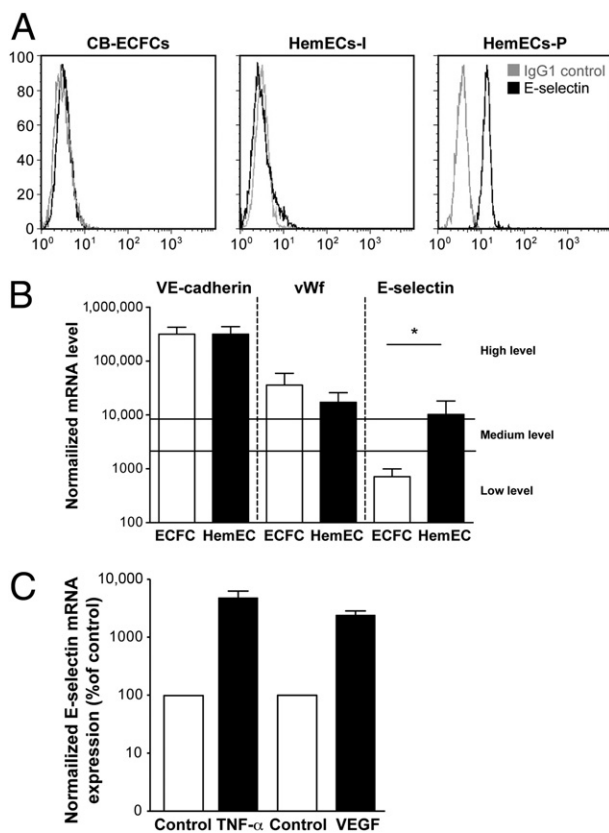 A
CB-ECFCs HemECs-I HemECs-P
IgG1 control
E-selectin
100
80
60
40
20
0
10⁰ 10¹ 10² 10³ 10⁰ 10¹ 10² 10³ 10⁰ 10¹ 10² 10³
B
VE-cadherin vWf E-selectin
Normailized mRNA level
1,000,000
100,000
10,000
1000
100
*
High level
Medium level
Low level
ECFC HemEC ECFC HemEC ECFC HemEC
C
Normailized E-selectin mRNA
expression (%of control)
10,000
1000
100
10
0
Control TNF-α Control VEGF